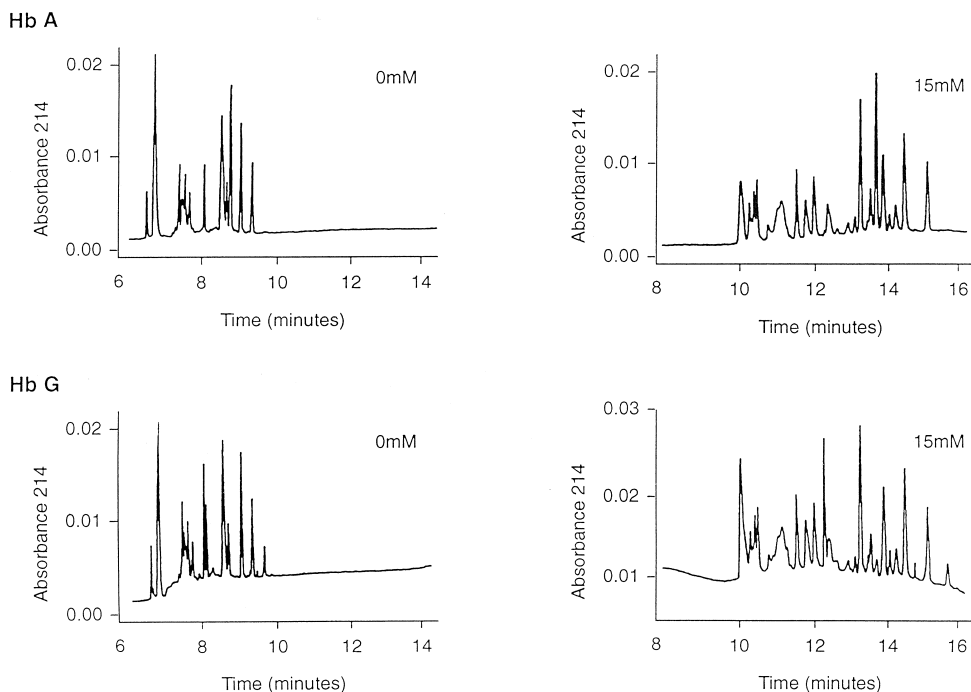 Hb A
0mM
0.02
0.01
0.00
Absorbance 214
6 8 10 12 14
Time (minutes)
15mM
0.02
0.01
0.00
Absorbance 214
8 10 12 14 16
Time (minutes)
Hb G
0mM
0.02
0.01
0.00
Absorbance 214
6 8 10 12 14
Time (minutes)
15mM
0.03
0.02
0.01
Absorbance 214
8 10 12 14 16
Time (minutes)